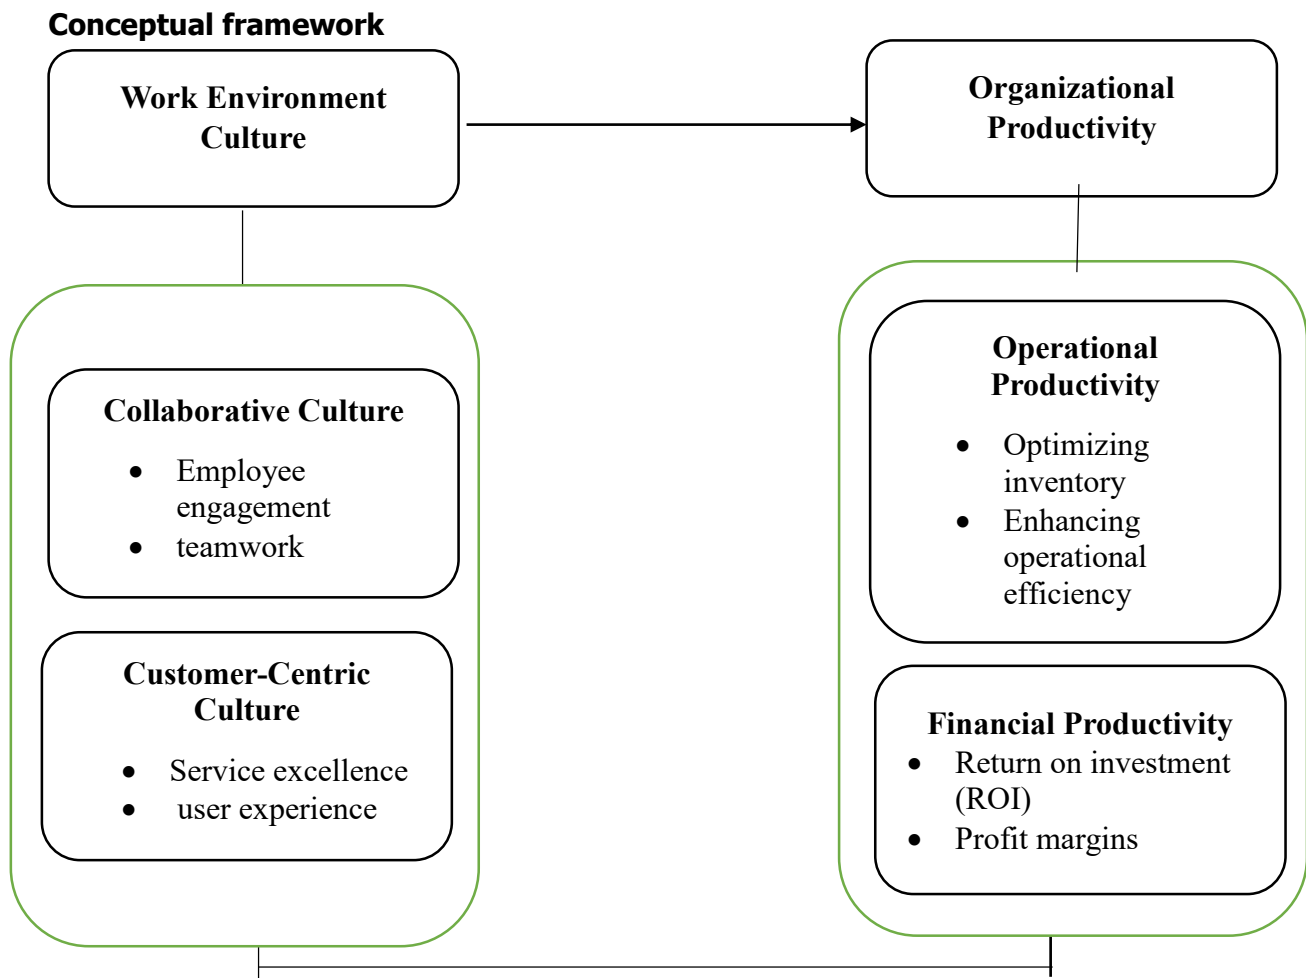 Conceptual framework
Work Environment
Culture
Organizational
Productivity
Collaborative Culture
• Employee
engagement
• teamwork
Customer-Centric
Culture
• Service excellence
• user experience
Operational
Productivity
• Optimizing
inventory
• Enhancing
operational
efficiency
Financial Productivity
• Return on investment
(ROI)
• Profit margins